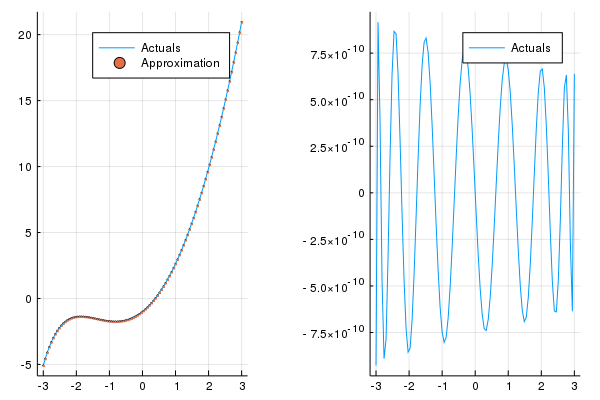 Actuals
Approximation
20
15
10
5
0
-5
-3 -2 -1 0 1 2 3
Actuals
7.5×10⁻¹⁰
5.0×10⁻¹⁰
2.5×10⁻¹⁰
0
-2.5×10⁻¹⁰
-5.0×10⁻¹⁰
-7.5×10⁻¹⁰
-3 -2 -1 0 1 2 3